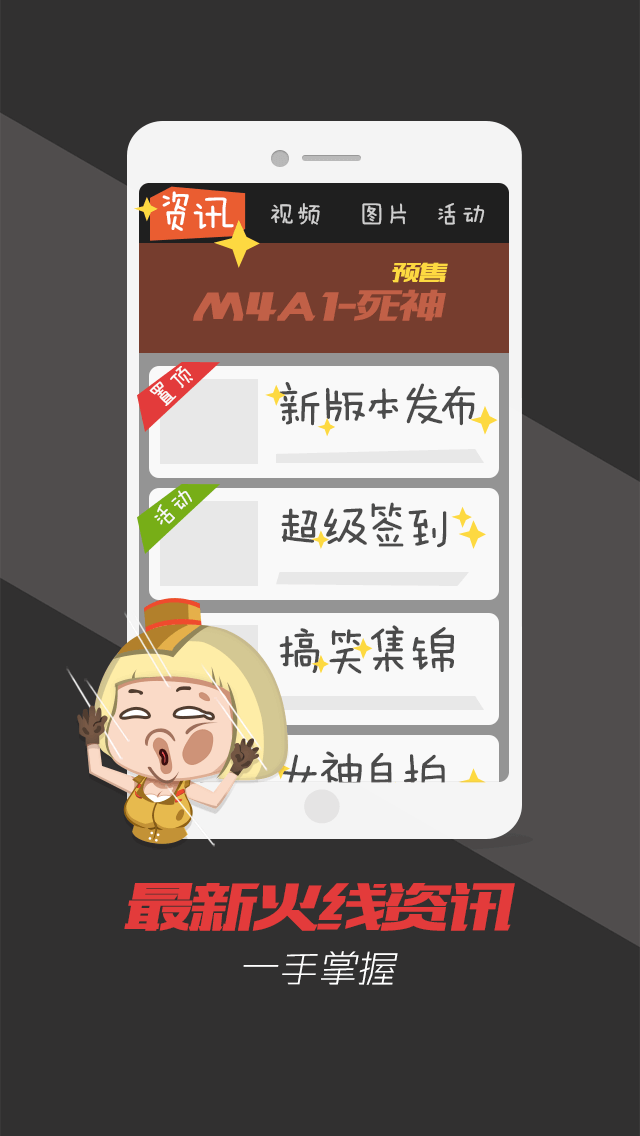 资讯 视频 图片 活动
预售
M4A1-死神
置顶
新版本发布
活动
超级签到
搞笑集锦
女神自拍
最新火线资讯
一手掌握